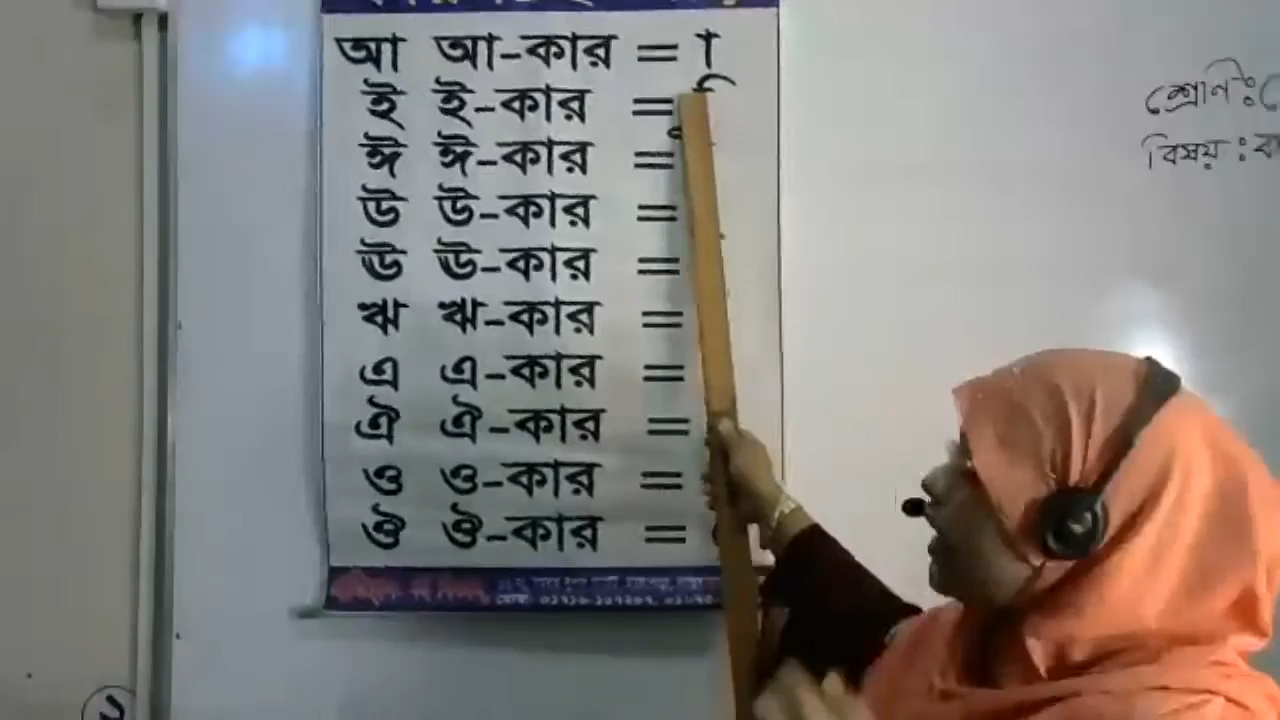 আ আ-কার = া
ই ই-কার = ি
ঈ ঈ-কার =
উ উ-কার =
ঊ ঊ-কার =
ঋ ঋ-কার =
এ এ-কার =
ঐ ঐ-কার =
ও ও-কার =
ঔ ঔ-কার =
শ্রেণি:
বিষয় :